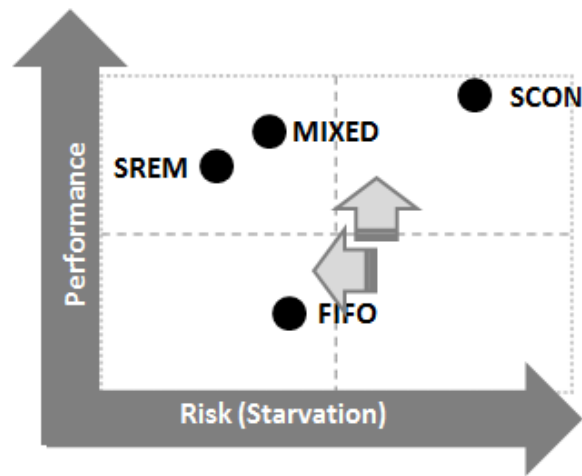 SCON
MIXED
SREM
Performance
FIFO
Risk (Starvation)